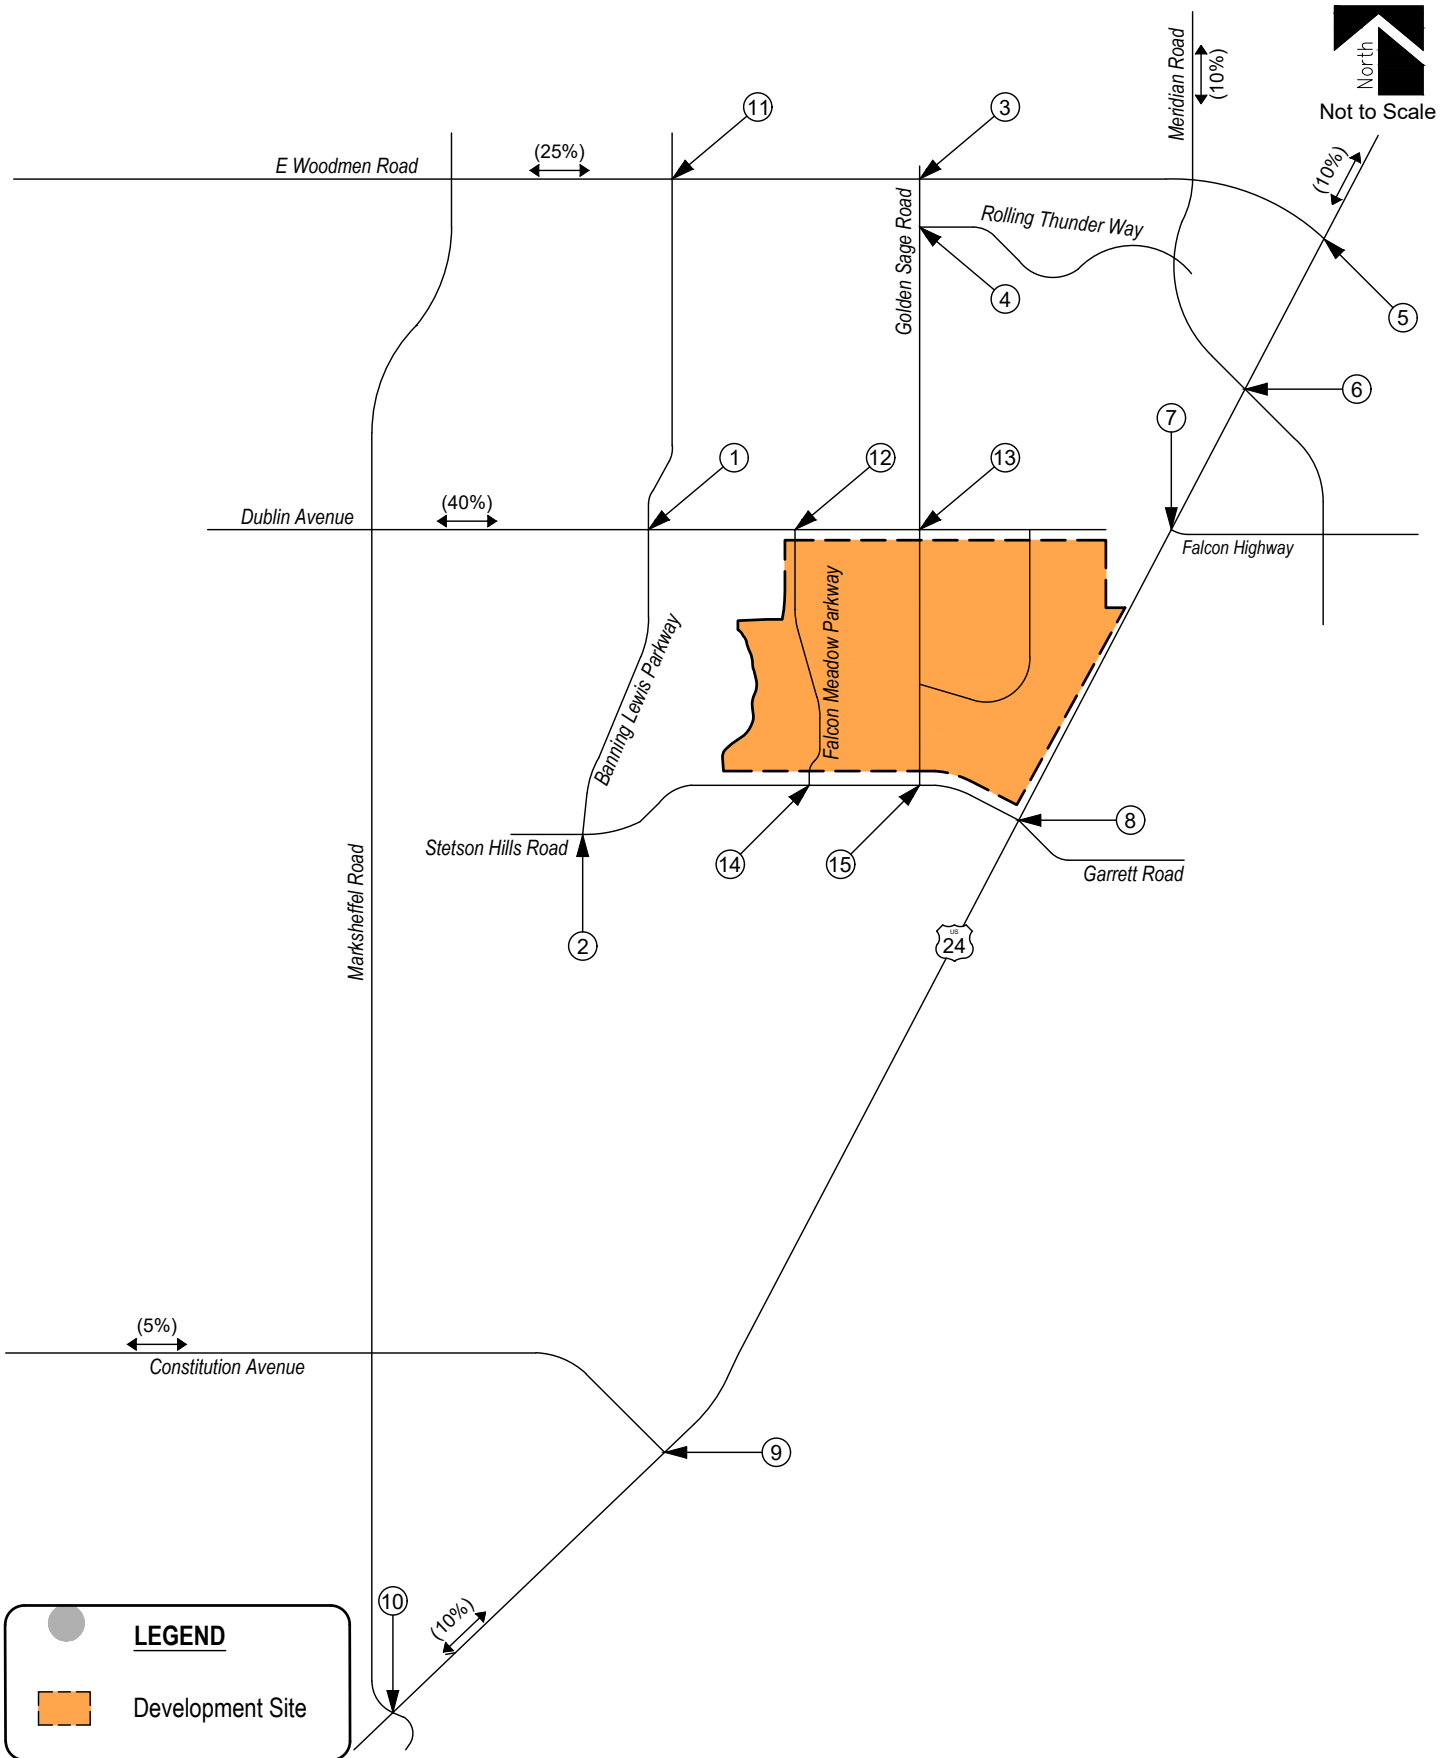 Meridian Road
(10%)
North
Not to Scale
11
3
E Woodmen Road
(25%)
(10%)
Golden Sage Road
Rolling Thunder Way
4
5
6
7
1
12
13
Dublin Avenue
(40%)
Falcon Highway
Banning Lewis Parkway
Falcon Meadow Parkway
Stetson Hills Road
14
15
8
Garrett Road
Marksheffel Road
2
US
24
(5%)
Constitution Avenue
9
10
(10%)
LEGEND
Development Site